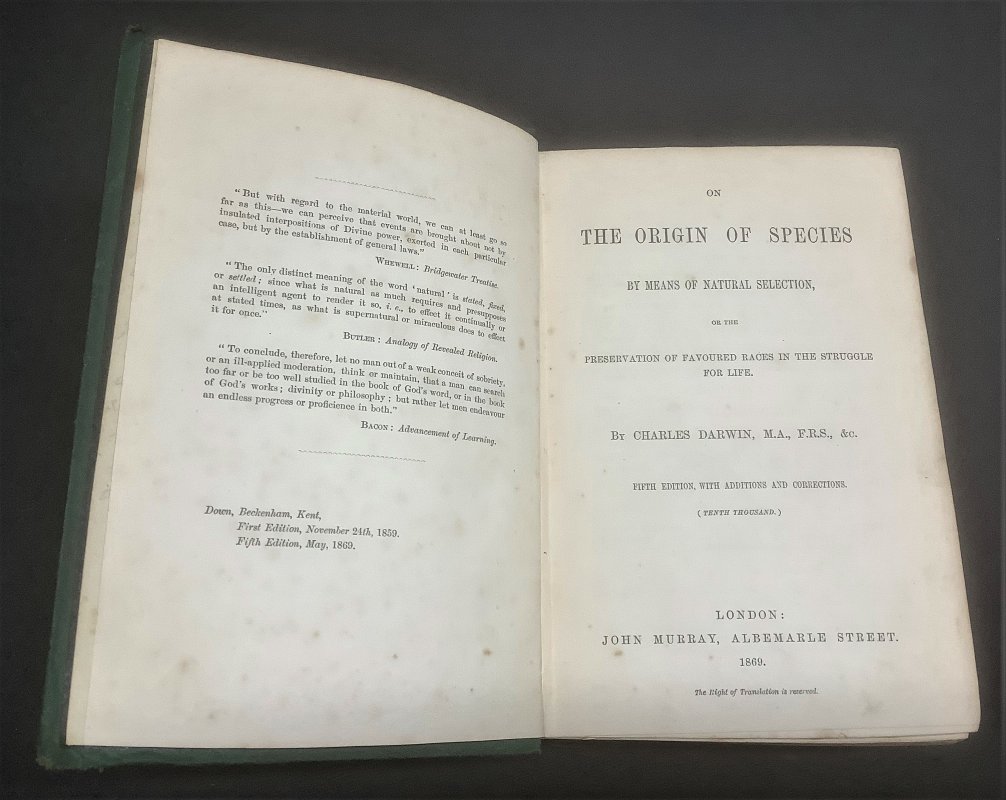 “But with regard to the material world, we can at least go so
far as this—we can perceive that events are brought about not by
insulated interpositions of Divine power, exerted in each particular
case, but by the establishment of general laws.”
WHEWELL: Bridgewater Treatise.
“The only distinct meaning of the word ‘natural’ is stated, fixed,
or settled; since what is natural as much requires and presupposes
an intelligent agent to render it so, i. e., to effect it continually or
at stated times, as what is supernatural or miraculous does to effect
it for once.”
BUTLER: Analogy of Revealed Religion.
“To conclude, therefore, let no man out of a weak conceit of sobriety,
or an ill-applied moderation, think or maintain, that a man can search
too far or be too well studied in the book of God’s word, or in the book
of God’s works; divinity or philosophy; but rather let men endeavour
an endless progress or proficience in both.”
BACON: Advancement of Learning.
Down, Beckenham, Kent,
First Edition, November 24th, 1859.
Fifth Edition, May, 1869.
ON
THE ORIGIN OF SPECIES
BY MEANS OF NATURAL SELECTION,
OR THE
PRESERVATION OF FAVOURED RACES IN THE STRUGGLE
FOR LIFE.
BY CHARLES DARWIN, M.A., F.R.S., &c.
FIFTH EDITION, WITH ADDITIONS AND CORRECTIONS.
(TENTH THOUSAND.)
LONDON:
JOHN MURRAY, ALBEMARLE STREET.
1869.
The Right of Translation is reserved.